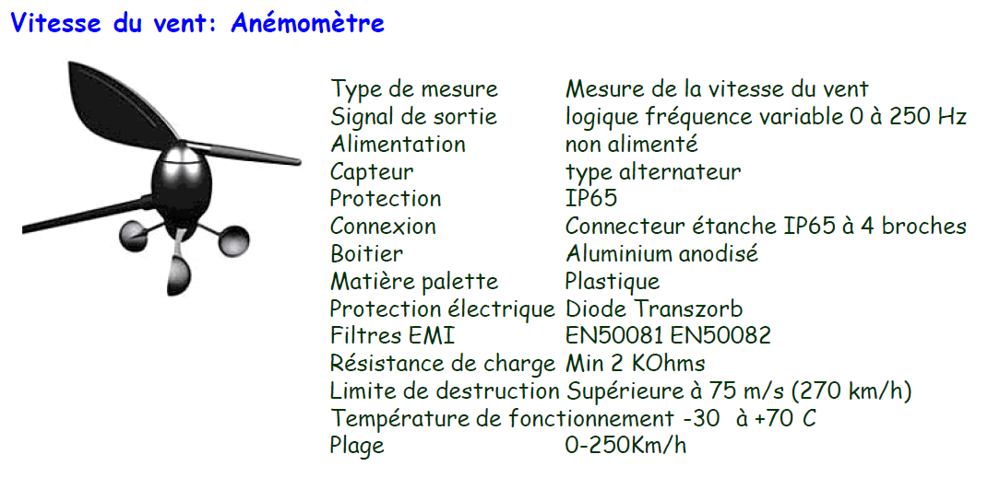 Vitesse du vent: Anémomètre
Type de mesure Mesure de la vitesse du vent
Signal de sortie logique fréquence variable 0 à 250 Hz
Alimentation non alimenté
Capteur type alternateur
Protection IP65
Connexion Connecteur étanche IP65 à 4 broches
Boitier Aluminium anodisé
Matière palette Plastique
Protection électrique Diode Transzorb
Filtres EMI EN50081 EN50082
Résistance de charge Min 2 KOhms
Limite de destruction Supérieure à 75 m/s (270 km/h)
Température de fonctionnement -30 à +70 C
Plage 0-250Km/h